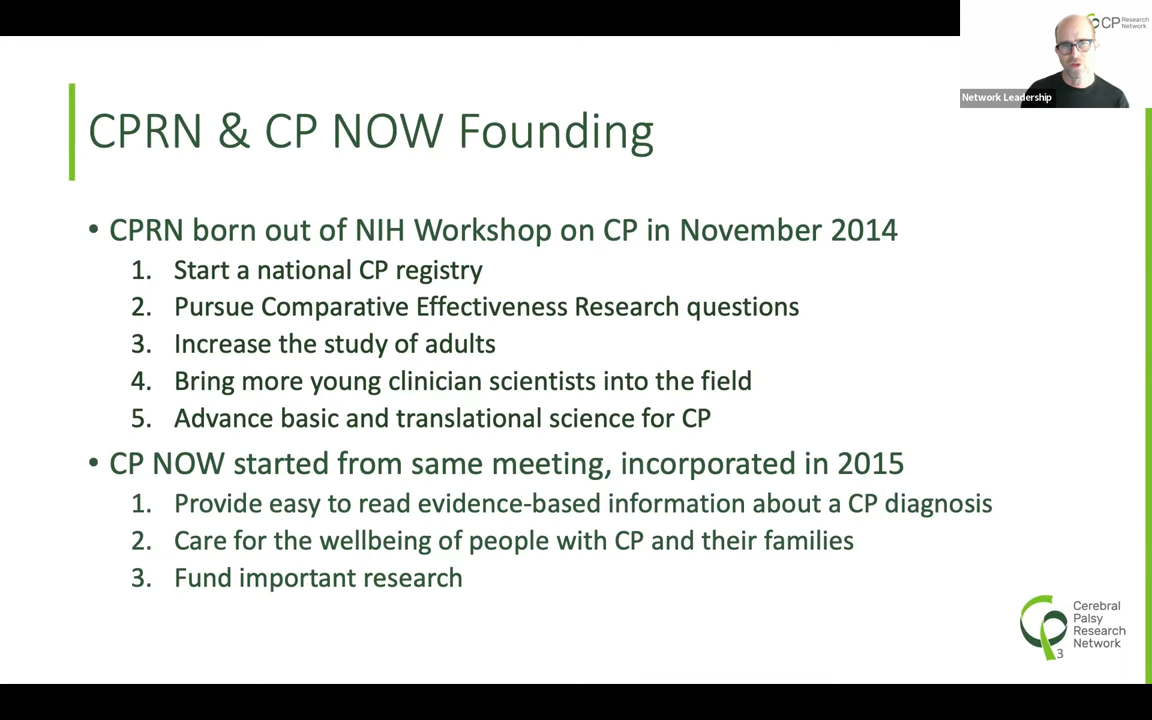 CP Research
Network
Network Leadership
CPRN & CP NOW Founding
• CPRN born out of NIH Workshop on CP in November 2014
1. Start a national CP registry
2. Pursue Comparative Effectiveness Research questions
3. Increase the study of adults
4. Bring more young clinician scientists into the field
5. Advance basic and translational science for CP
• CP NOW started from same meeting, incorporated in 2015
1. Provide easy to read evidence-based information about a CP diagnosis
2. Care for the wellbeing of people with CP and their families
3. Fund important research
Cerebral
Palsy
Research
Network
3